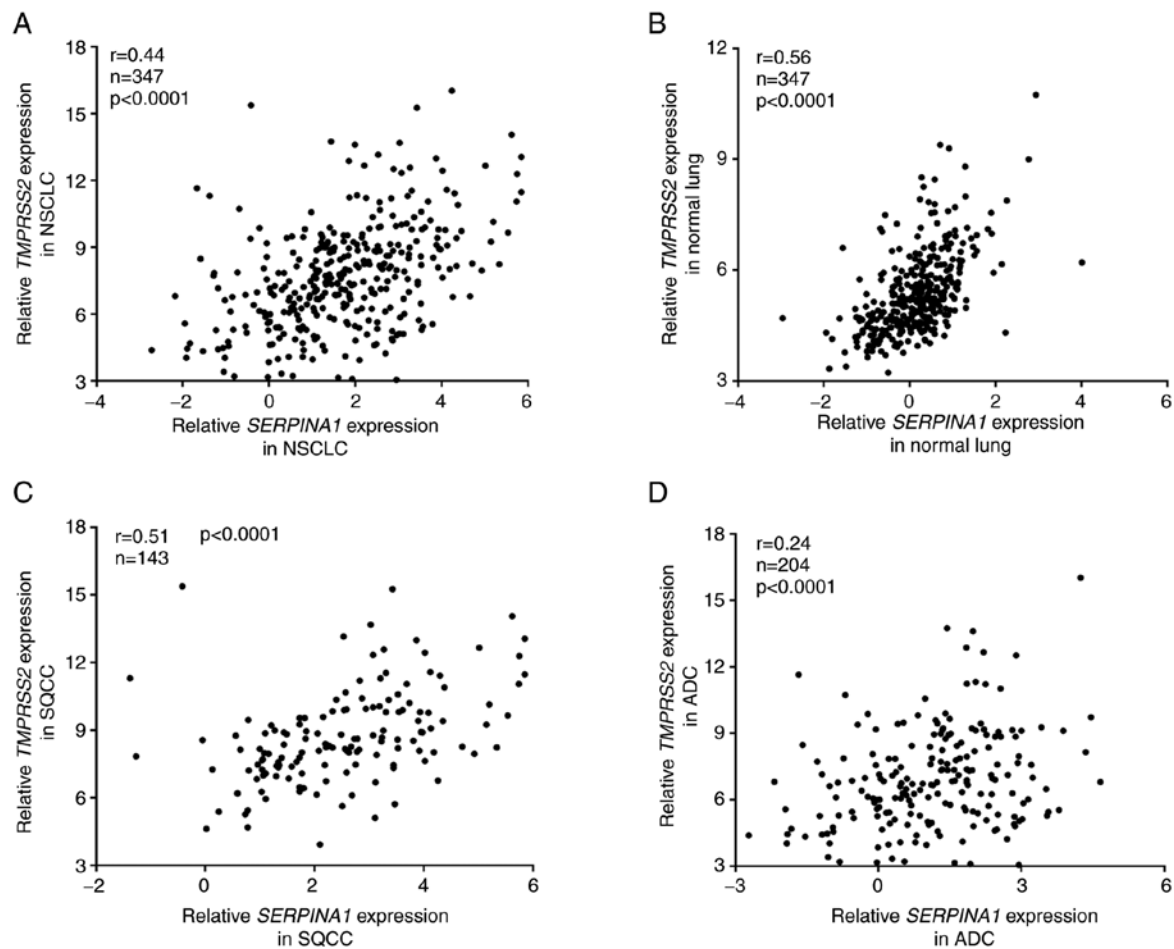 A
r=0.44
n=347
p<0.0001
18
15
12
9
6
3
−4
−2
0
2
4
6
Relative TMPRSS2 expression
in NSCLC
Relative SERPINA1 expression
in NSCLC
B
r=0.56
n=347
p<0.0001
12
9
6
3
−4
−2
0
2
4
6
Relative TMPRSS2 expression
in normal lung
Relative SERPINA1 expression
in normal lung
C
r=0.51 p<0.0001
n=143
18
15
12
9
6
3
−2
0
2
4
6
Relative TMPRSS2 expression
in SQCC
Relative SERPINA1 expression
in SQCC
D
r=0.24
n=204
p<0.0001
18
15
12
9
6
3
−3
0
3
6
Relative TMPRSS2 expression
in ADC
Relative SERPINA1 expression
in ADC